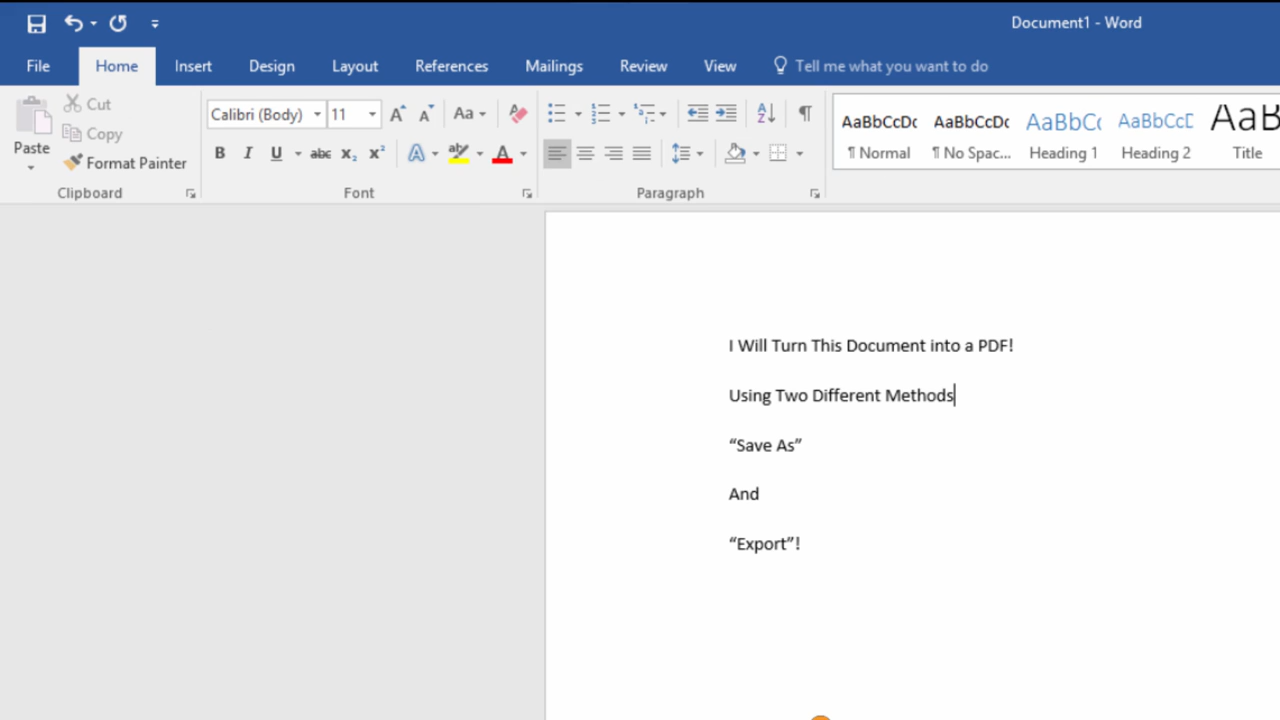 Document1 - Word
File Home Insert Design Layout References Mailings Review View Tell me what you want to do
Paste
Cut
Copy
Format Painter
Clipboard
Calibri (Body) 11
Font
Paragraph
AaBbCcDc AaBbCcDc AaBbCc AaBbCcD AaB
¶ Normal ¶ No Spac... Heading 1 Heading 2 Title
I Will Turn This Document into a PDF!
Using Two Different Methods
“Save As”
And
“Export”!